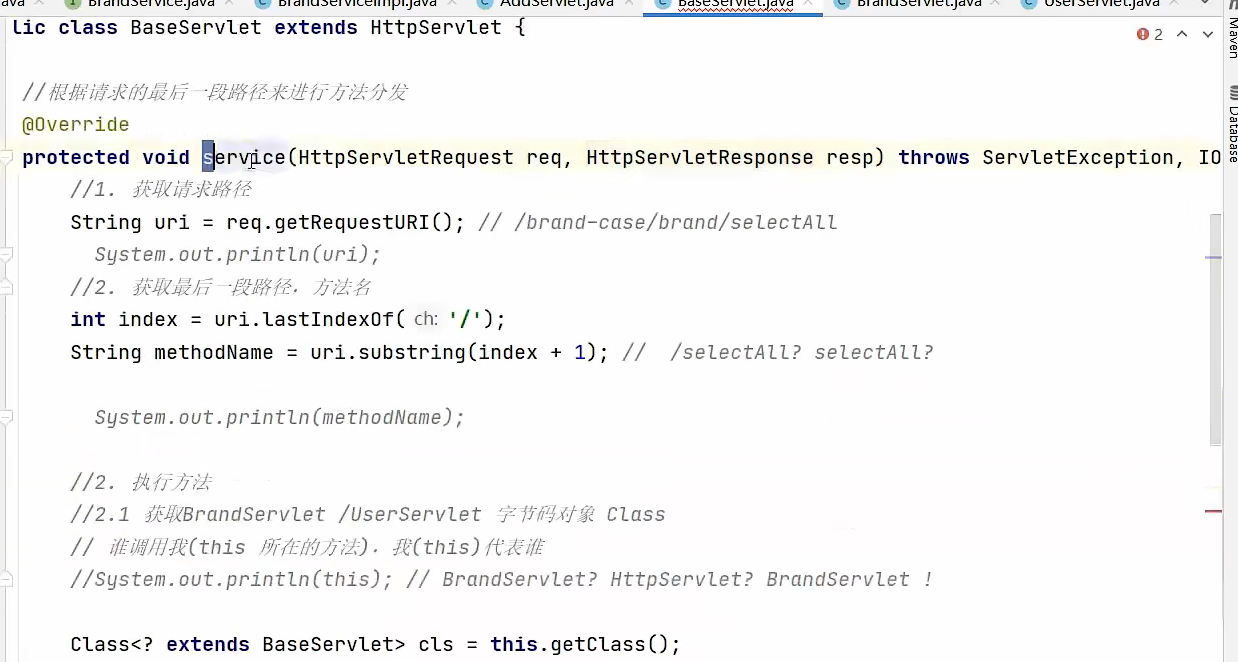 ava BrandService.java BrandServiceImpl.java AddServlet.java BaseServlet.java BrandServlet.java UserServlet.java
lic class BaseServlet extends HttpServlet {
2
Maven
Database
//根据请求的最后一段路径来进行方法分发
@Override
protected void service(HttpServletRequest req, HttpServletResponse resp) throws ServletException, IO
//1. 获取请求路径
String uri = req.getRequestURI(); // /brand-case/brand/selectAll
System.out.println(uri);
//2. 获取最后一段路径，方法名
int index = uri.lastIndexOf( ch: '/');
String methodName = uri.substring(index + 1); // /selectAll? selectAll?
System.out.println(methodName);
//2. 执行方法
//2.1 获取BrandServlet /UserServlet 字节码对象 Class
// 谁调用我(this 所在的方法)，我(this)代表谁
//System.out.println(this); // BrandServlet? HttpServlet? BrandServlet !
Class<? extends BaseServlet> cls = this.getClass();